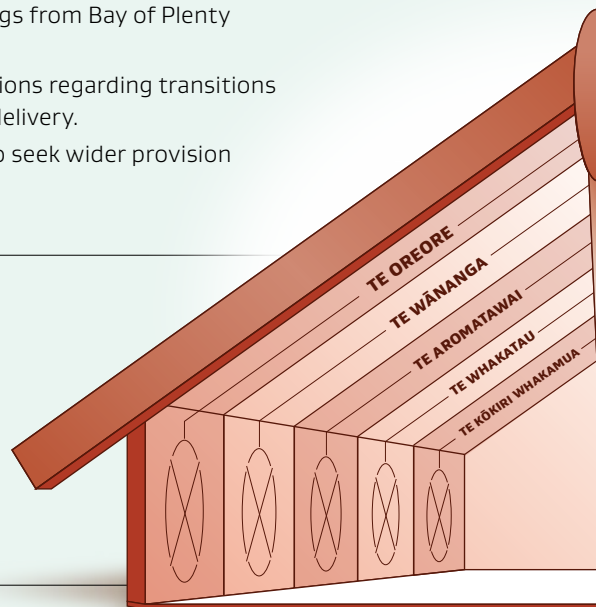 gs from Bay of Plenty
ions regarding transitions
delivery.
o seek wider provision
TE OREORE
TE WĀNANGA
TE AROMATAWAI
TE WHAKATAU
TE KŌKIRI WHAKAMUA